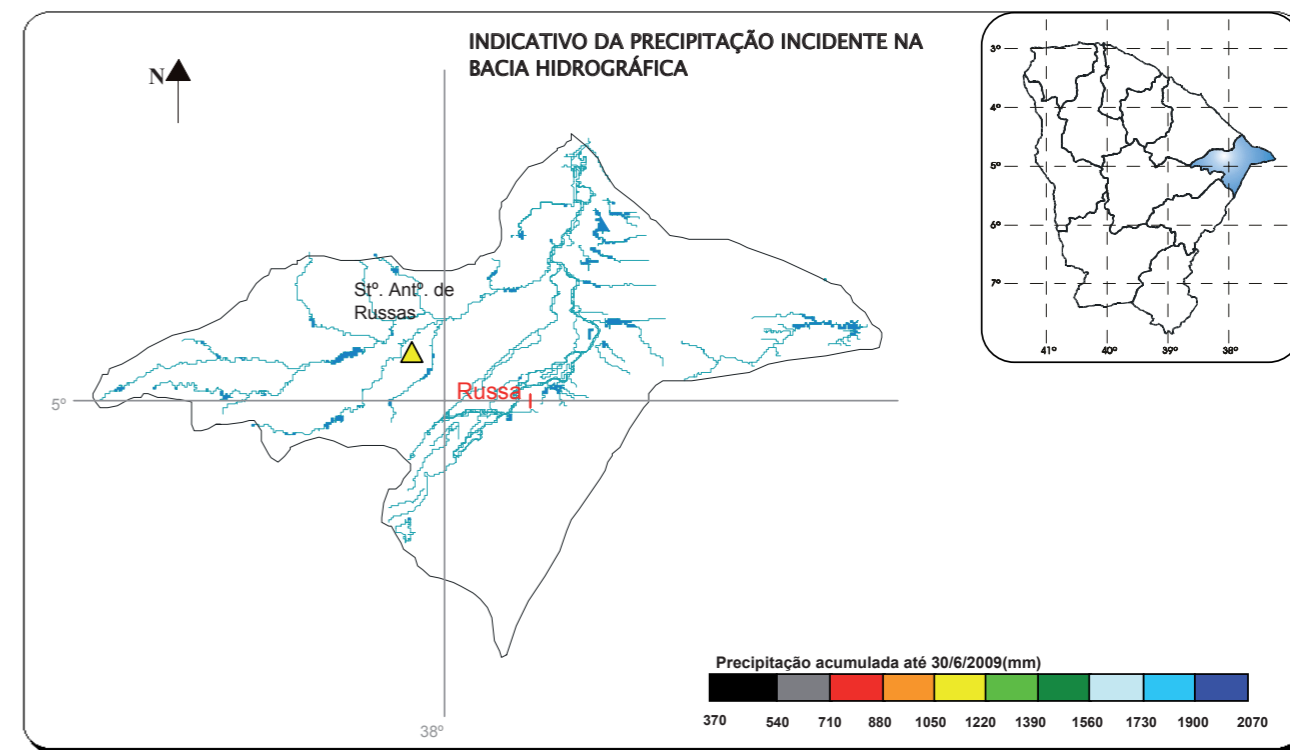 INDICATIVO DA PRECIPITAÇÃO INCIDENTE NA
BACIA HIDROGRÁFICA
N
3º
4º
5º
6º
7º
41º 40º 39º 38º
Stº. Antº. de
Russas
Russa
5º
38º
Precipitação acumulada até 30/6/2009(mm)
370 540 710 880 1050 1220 1390 1560 1730 1900 2070